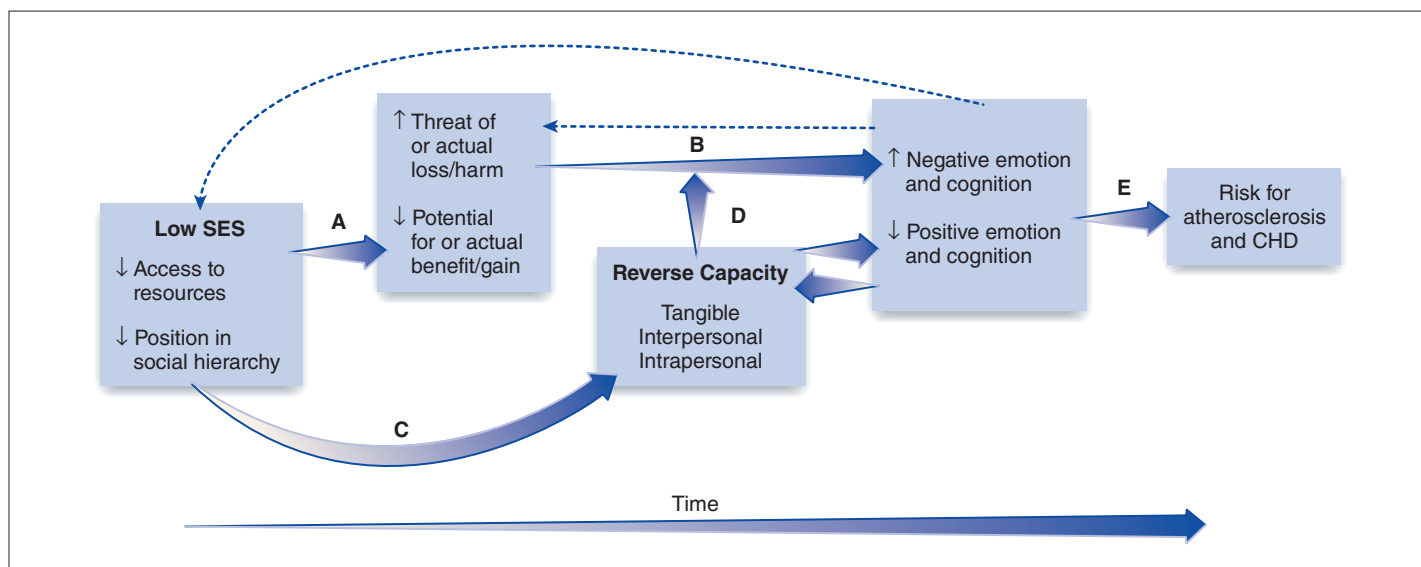 ↑ Threat of
or actual
loss/harm
↓ Potential
for or actual
benefit/gain
B
↑ Negative emotion
and cognition
↓ Positive emotion
and cognition
E
Risk for
atherosclerosis
and CHD
Low SES
↓ Access to
resources
↓ Position in
social hierarchy
A
D
Reverse Capacity
Tangible
Interpersonal
Intrapersonal
C
Time